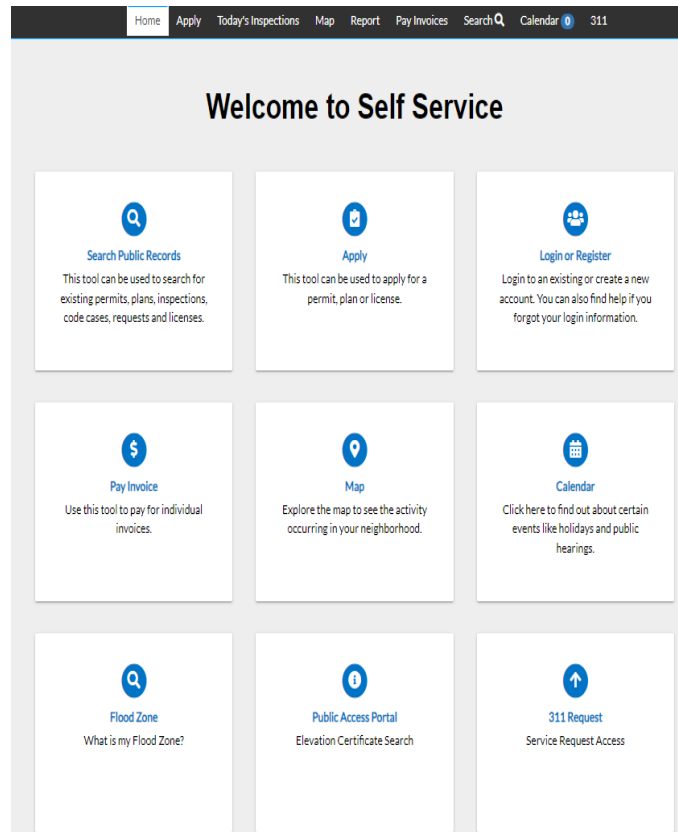 Home Apply Today's Inspections Map Report Pay Invoices Search Calendar 0 311
Welcome to Self Service
Search Public Records
This tool can be used to search for
existing permits, plans, inspections,
code cases, requests and licenses.
Apply
This tool can be used to apply for a
permit, plan or license.
Login or Register
Login to an existing or create a new
account. You can also find help if you
forgot your login information.
Pay Invoice
Use this tool to pay for individual
invoices.
Map
Explore the map to see the activity
occurring in your neighborhood.
Calendar
Click here to find out about certain
events like holidays and public
hearings.
Flood Zone
What is my Flood Zone?
Public Access Portal
Elevation Certificate Search
311 Request
Service Request Access